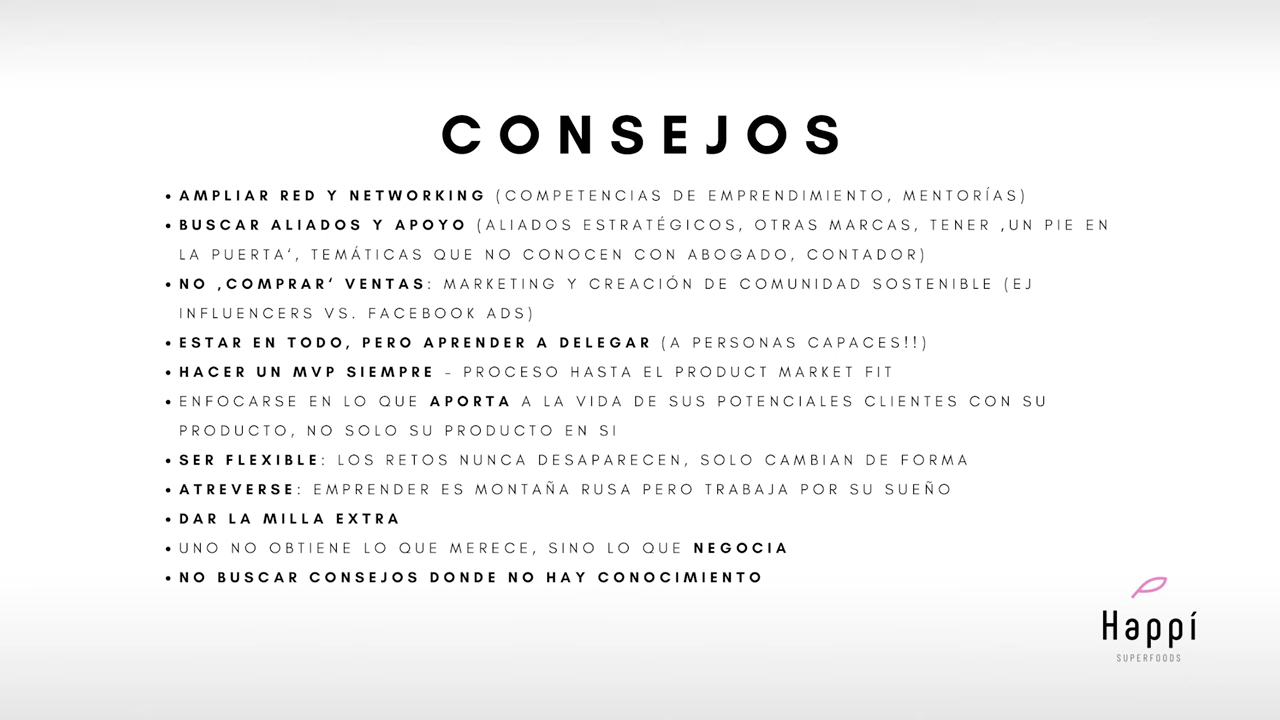 CONSEJOS
• AMPLIAR RED Y NETWORKING (COMPETENCIAS DE EMPRENDIMIENTO, MENTORÍAS)
• BUSCAR ALIADOS Y APOYO (ALIADOS ESTRATÉGICOS, OTRAS MARCAS, TENER ‚UN PIE EN
LA PUERTA‘, TEMÁTICAS QUE NO CONOCEN CON ABOGADO, CONTADOR)
• NO ‚COMPRAR‘ VENTAS: MARKETING Y CREACIÓN DE COMUNIDAD SOSTENIBLE (EJ
INFLUENCERS VS. FACEBOOK ADS)
• ESTAR EN TODO, PERO APRENDER A DELEGAR (A PERSONAS CAPACES!!)
• HACER UN MVP SIEMPRE – PROCESO HASTA EL PRODUCT MARKET FIT
• ENFOCARSE EN LO QUE APORTA A LA VIDA DE SUS POTENCIALES CLIENTES CON SU
PRODUCTO, NO SOLO SU PRODUCTO EN SI
• SER FLEXIBLE: LOS RETOS NUNCA DESAPARECEN, SOLO CAMBIAN DE FORMA
• ATREVERSE: EMPRENDER ES MONTAÑA RUSA PERO TRABAJA POR SU SUEÑO
• DAR LA MILLA EXTRA
• UNO NO OBTIENE LO QUE MERECE, SINO LO QUE NEGOCIA
• NO BUSCAR CONSEJOS DONDE NO HAY CONOCIMIENTO
Happí
SUPERFOODS